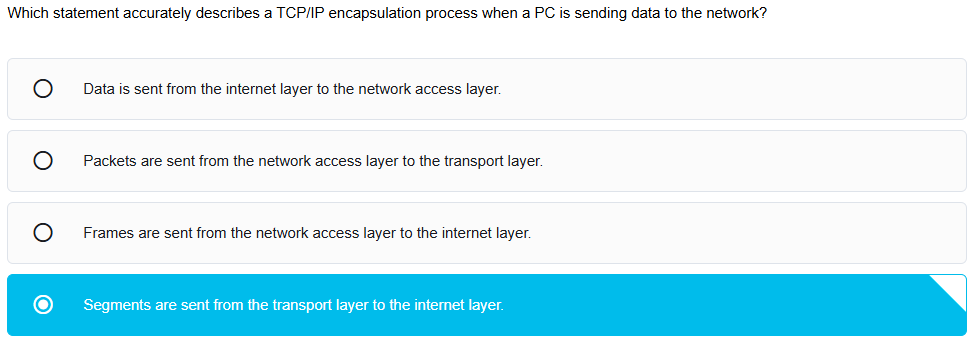 Which statement accurately describes a TCP/IP encapsulation process when a PC is sending data to the network?
Data is sent from the internet layer to the network access layer.
Packets are sent from the network access layer to the transport layer.
Frames are sent from the network access layer to the internet layer.
Segments are sent from the transport layer to the internet layer.